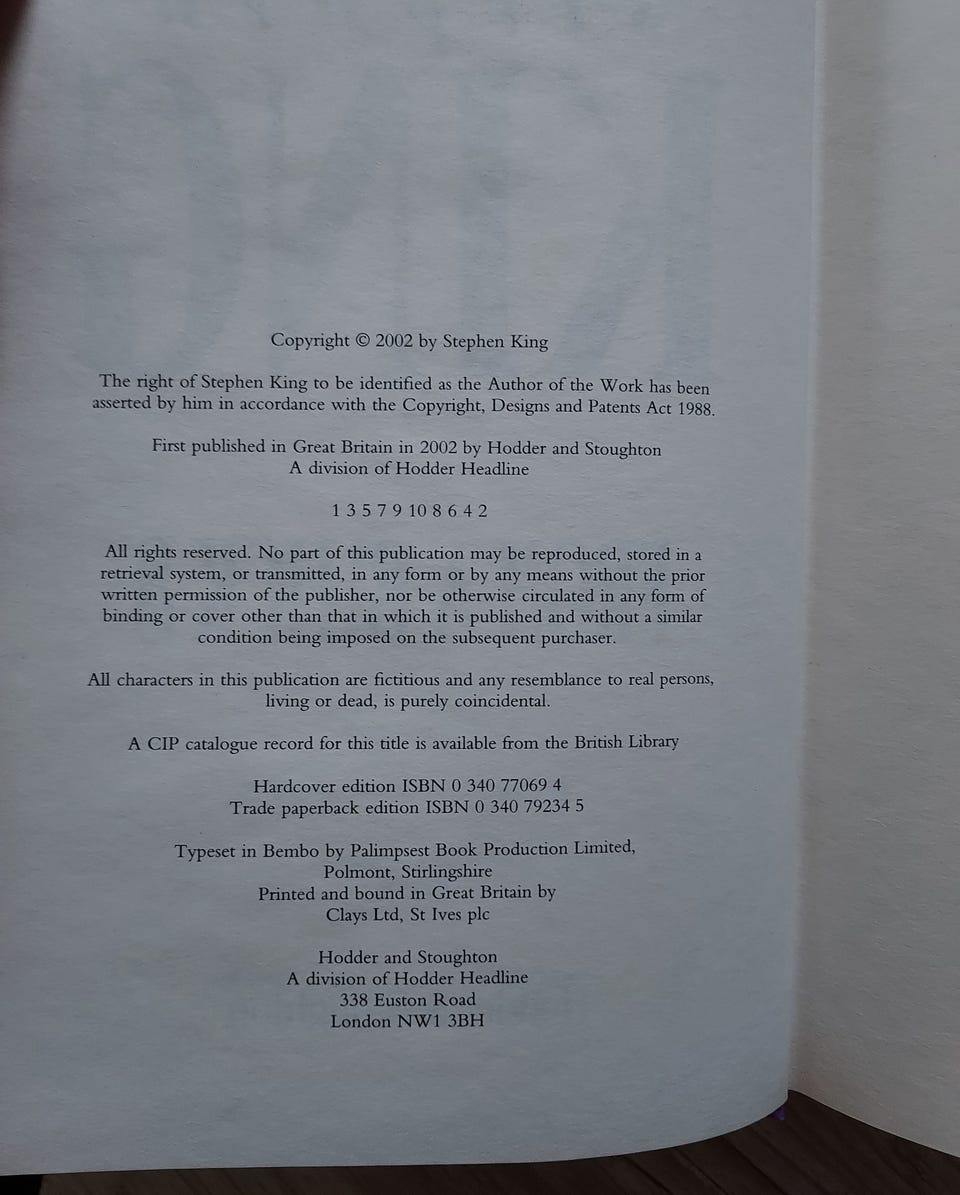 Copyright © 2002 by Stephen King
The right of Stephen King to be identified as the Author of the Work has been
asserted by him in accordance with the Copyright, Designs and Patents Act 1988.
First published in Great Britain in 2002 by Hodder and Stoughton
A division of Hodder Headline
1 3 5 7 9 10 8 6 4 2
All rights reserved. No part of this publication may be reproduced, stored in a
retrieval system, or transmitted, in any form or by any means without the prior
written permission of the publisher, nor be otherwise circulated in any form of
binding or cover other than that in which it is published and without a similar
condition being imposed on the subsequent purchaser.
All characters in this publication are fictitious and any resemblance to real persons,
living or dead, is purely coincidental.
A CIP catalogue record for this title is available from the British Library
Hardcover edition ISBN 0 340 77069 4
Trade paperback edition ISBN 0 340 79234 5
Typeset in Bembo by Palimpsest Book Production Limited,
Polmont, Stirlingshire
Printed and bound in Great Britain by
Clays Ltd, St Ives plc
Hodder and Stoughton
A division of Hodder Headline
338 Euston Road
London NW1 3BH